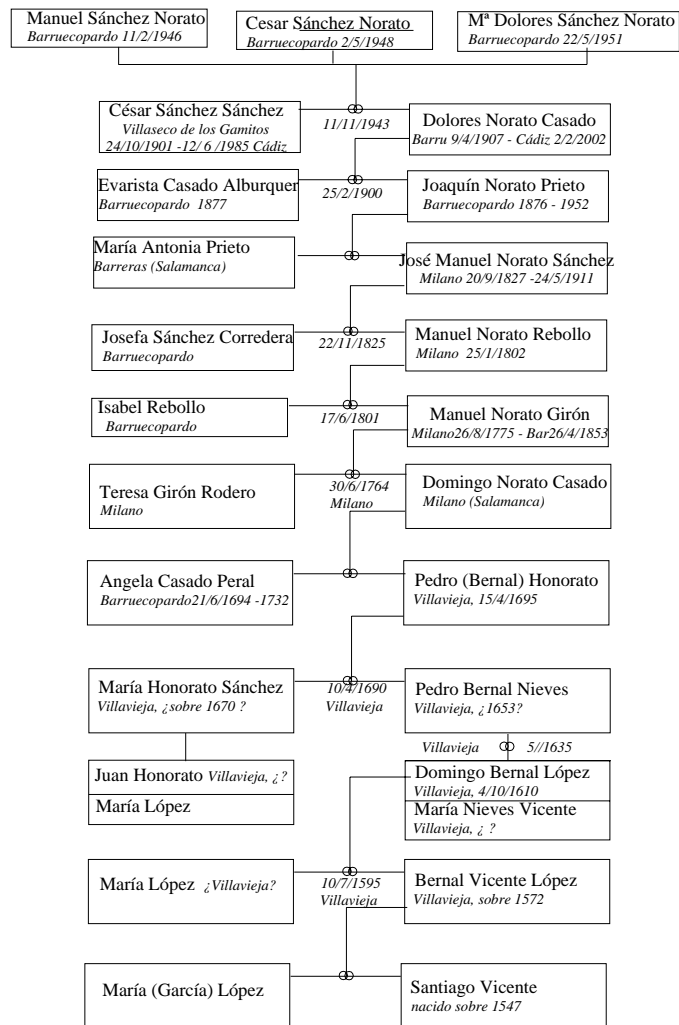 Manuel Sánchez Norato
Barruecopardo 11/2/1946
Cesar Sánchez Norato
Barruecopardo 2/5/1948
Mª Dolores Sánchez Norato
Barruecopardo 22/5/1951
César Sánchez Sánchez
Villaseco de los Gamitos
24/10/1901 -12/ 6 /1985 Cádiz
11/11/1943
Dolores Norato Casado
Barru 9/4/1907 - Cádiz 2/2/2002
Evarista Casado Alburquer
Barruecopardo 1877
25/2/1900
Joaquín Norato Prieto
Barruecopardo 1876 - 1952
María Antonia Prieto
Barreras (Salamanca)
José Manuel Norato Sánchez
Milano 20/9/1827 -24/5/1911
Josefa Sánchez Corredera
Barruecopardo
22/11/1825
Manuel Norato Rebollo
Milano 25/1/1802
Isabel Rebollo
Barruecopardo
17/6/1801
Manuel Norato Girón
Milano26/8/1775 - Bar26/4/1853
Teresa Girón Rodero
Milano
30/6/1764
Milano
Domingo Norato Casado
Milano (Salamanca)
Angela Casado Peral
Barruecopardo21/6/1694 -1732
Pedro (Bernal) Honorato
Villavieja, 15/4/1695
María Honorato Sánchez
Villavieja, ¿sobre 1670 ?
10/4/1690
Villavieja
Pedro Bernal Nieves
Villavieja, ¿1653?
Villavieja 5//1635
Juan Honorato Villavieja, ¿?
María López
Domingo Bernal López
Villavieja, 4/10/1610
María Nieves Vicente
Villavieja, ¿ ?
María López ¿Villavieja?
10/7/1595
Villavieja
Bernal Vicente López
Villavieja, sobre 1572
María (García) López
Santiago Vicente
nacido sobre 1547